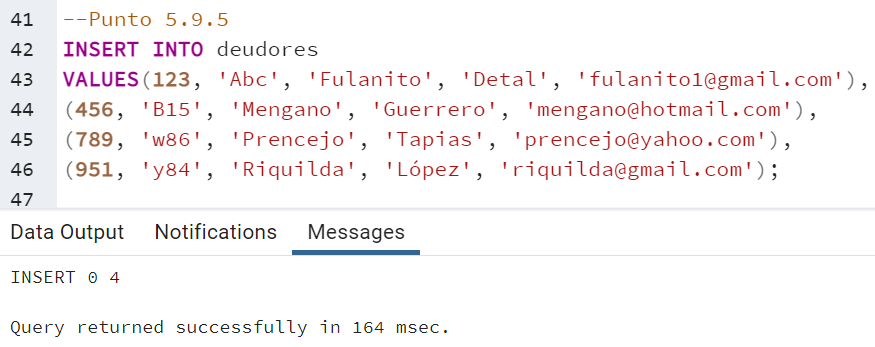 41 --Punto 5.9.5
42 INSERT INTO deudores
43 VALUES(123, 'Abc', 'Fulanito', 'Detal', 'fulanito1@gmail.com'),
44 (456, 'B15', 'Mengano', 'Guerrero', 'mengano@hotmail.com'),
45 (789, 'w86', 'Prencejo', 'Tapias', 'prencejo@yahoo.com'),
46 (951, 'y84', 'Riquilda', 'López', 'riquilda@gmail.com');
47
Data Output Notifications Messages
INSERT 0 4
Query returned successfully in 164 msec.